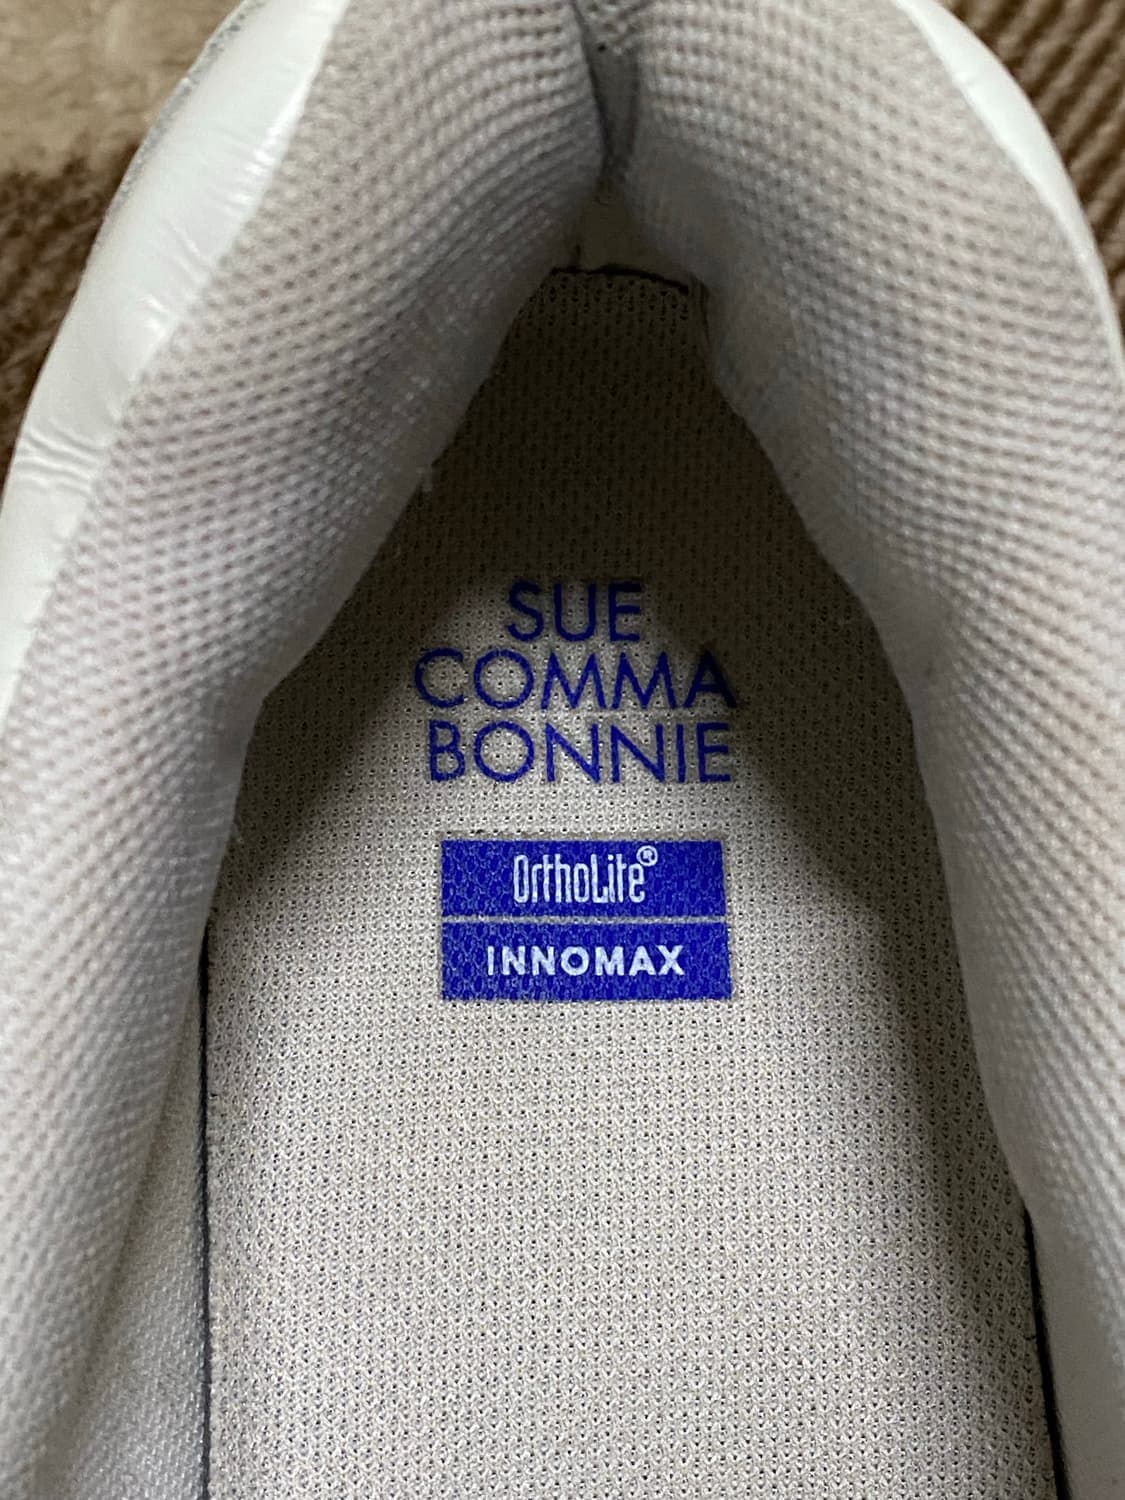 SUE
COMMA
BONNIE
OrthoLite®
INNOMAX